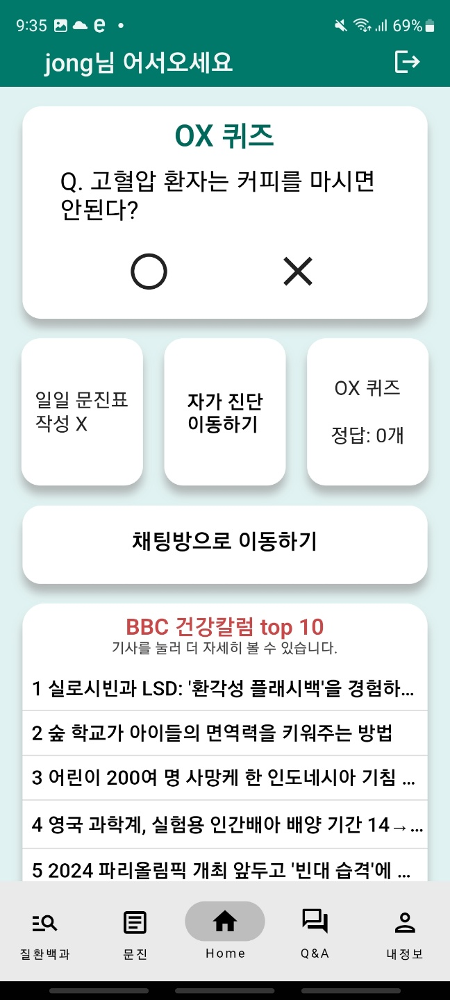 9:35
69%
jong님 어서오세요
OX 퀴즈
Q. 고혈압 환자는 커피를 마시면
안된다?
일일 문진표
작성 X
자가 진단
이동하기
OX 퀴즈
정답: 0개
채팅방으로 이동하기
BBC 건강칼럼 top 10
기사를 눌러 더 자세히 볼 수 있습니다.
1 실로시빈과 LSD: '환각성 플래시백'을 경험하...
2 숲 학교가 아이들의 면역력을 키워주는 방법
3 어린이 200여 명 사망케 한 인도네시아 기침 ...
4 영국 과학계, 실험용 인간배아 배양 기간 14→...
5 2024 파리올림픽 개최 앞두고 '빈대 습격'에 ...
질환백과
문진
Home
Q&A
내정보